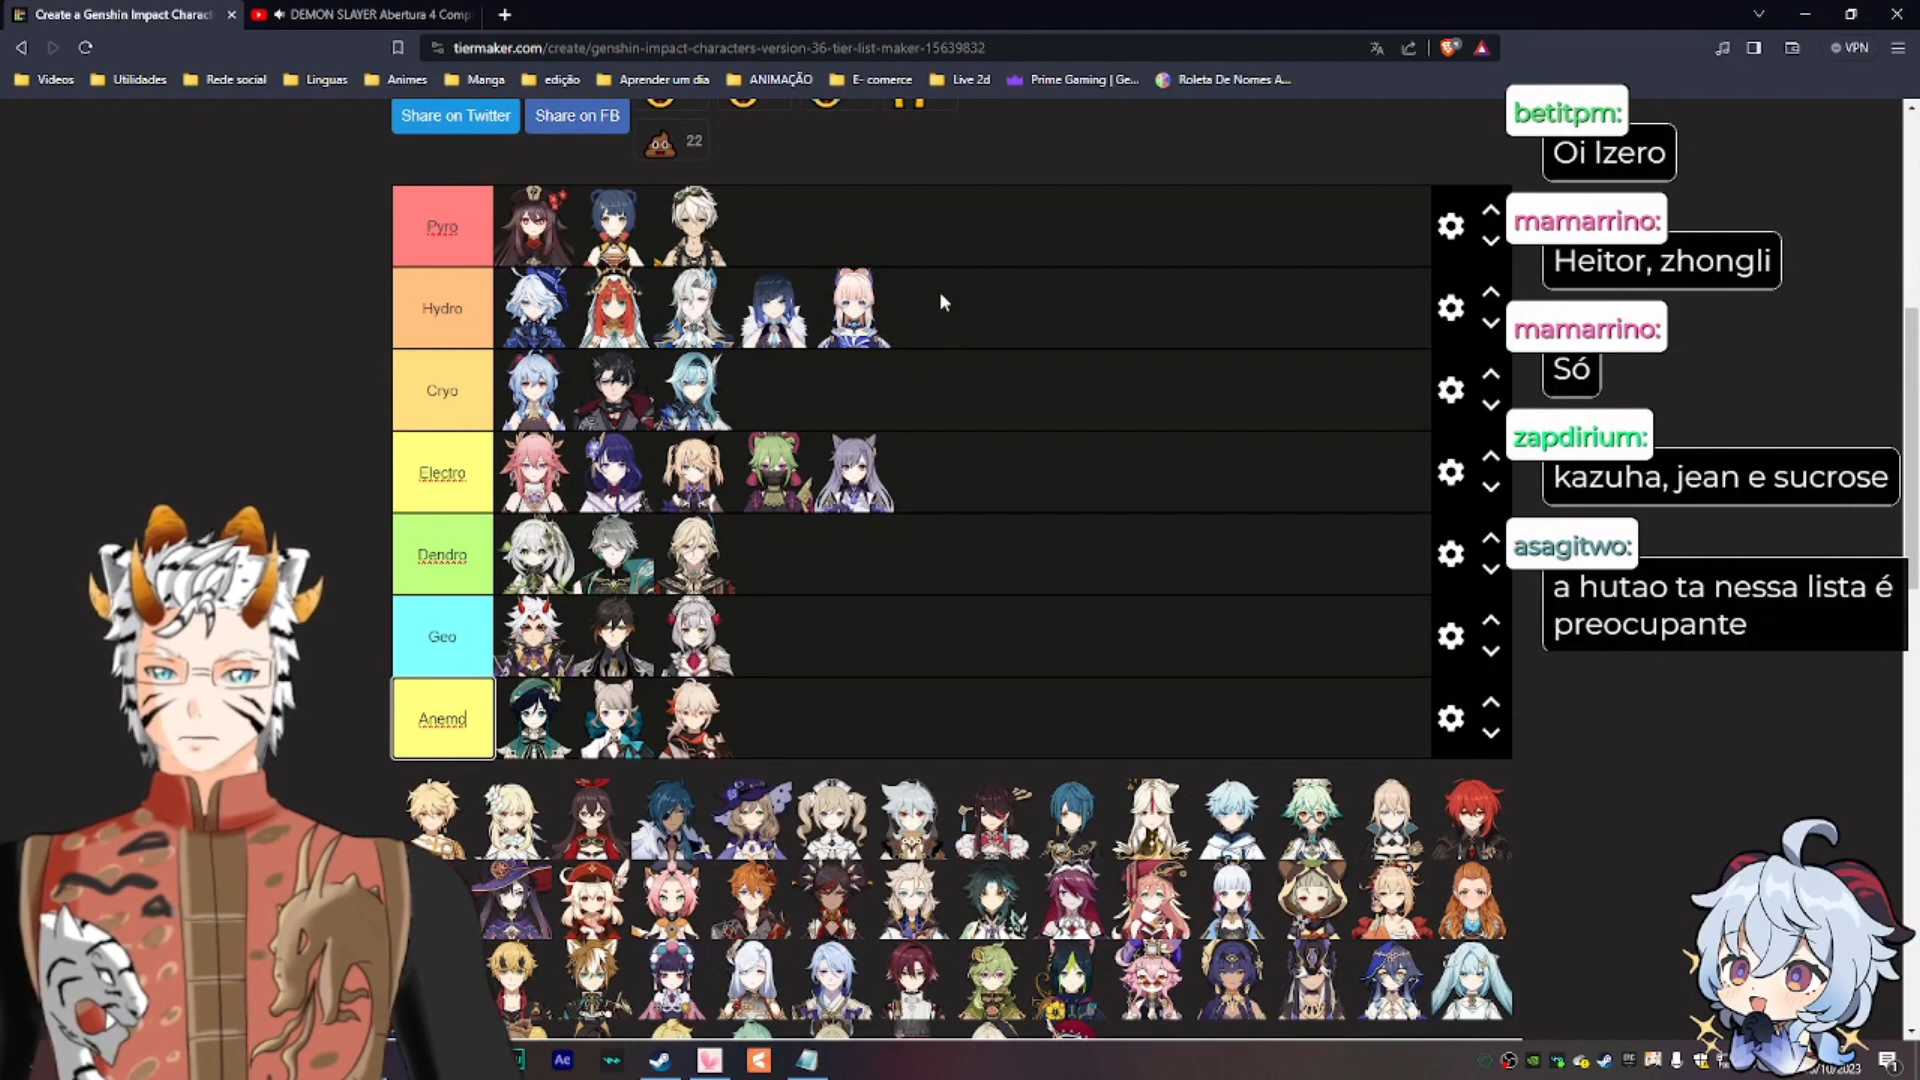 Create a Genshin Impact Charact
DEMON SLAYER Abertura 4 Comp
tiermaker.com/create/genshin-impact-characters-version-36-tier-list-maker-15639832
VPN
Videos
Utilidades
Rede social
Linguas
Animes
Manga
edição
Aprender um dia
ANIMAÇÃO
E- comerce
Live 2d
Prime Gaming | Ge...
Roleta De Nomes A...
Share on Twitter
Share on FB
22
Pyro
Hydro
Cryo
Electro
Dendro
Geo
Anemo
betitpm:
Oi Izero
mamarrino:
Heitor, zhongli
mamarrino:
Só
zapdirium:
kazuha, jean e sucrose
asagitwo:
a hutao ta nessa lista é
preocupante
Ae
/10/2023